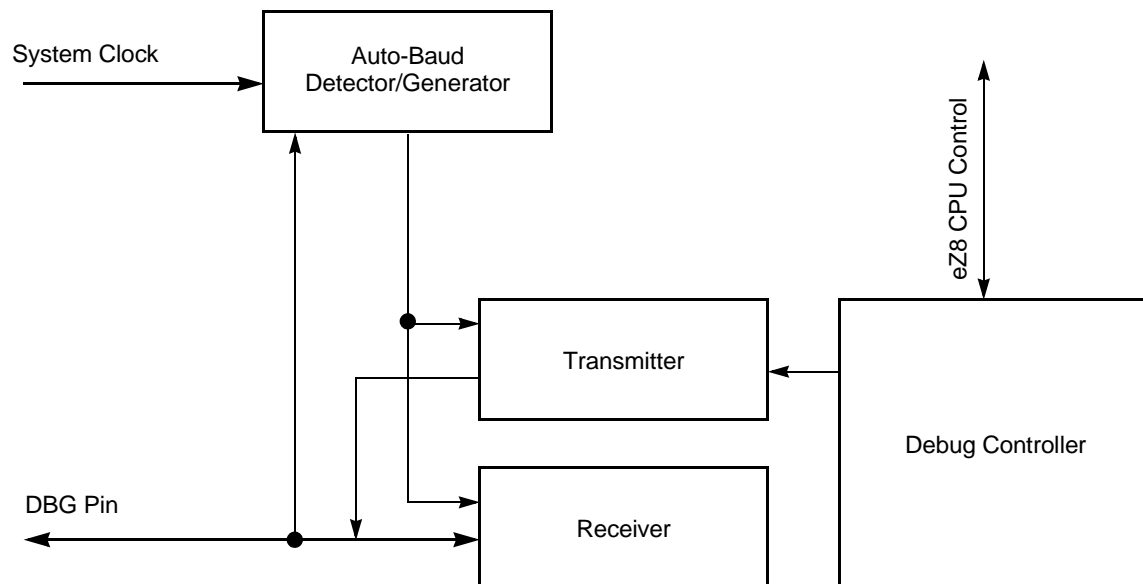 System Clock
Auto-Baud
Detector/Generator
eZ8 CPU Control
Transmitter
Debug Controller
DBG Pin
Receiver